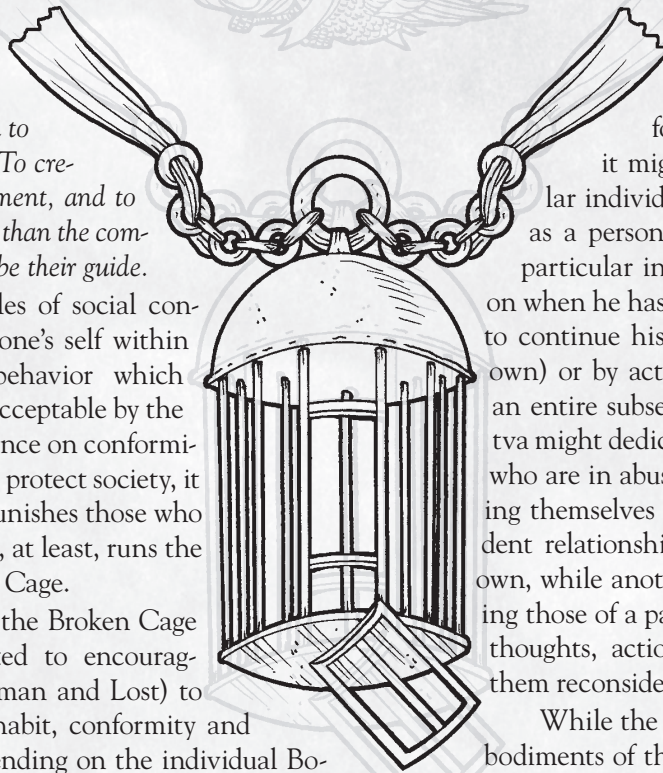 to
To cre-
ment, and to
than the com-
be their guide.
les of social con-
one's self within
behavior which
cceptable by the
nce on conformi-
protect society, it
unishes those who
, at least, runs the
Cage.
the Broken Cage
ted to encourag-
man and Lost) to
habit, conformity and
ending on the individual Bo-
fo
it mig
lar individ
as a person
particular in
on when he has
to continue his
own) or by act
an entire subse
tva might dedic
who are in abus
ing themselves
dent relationshi
own, while anot
ing those of a pa
thoughts, actio
them reconside
While the
bodiments of th